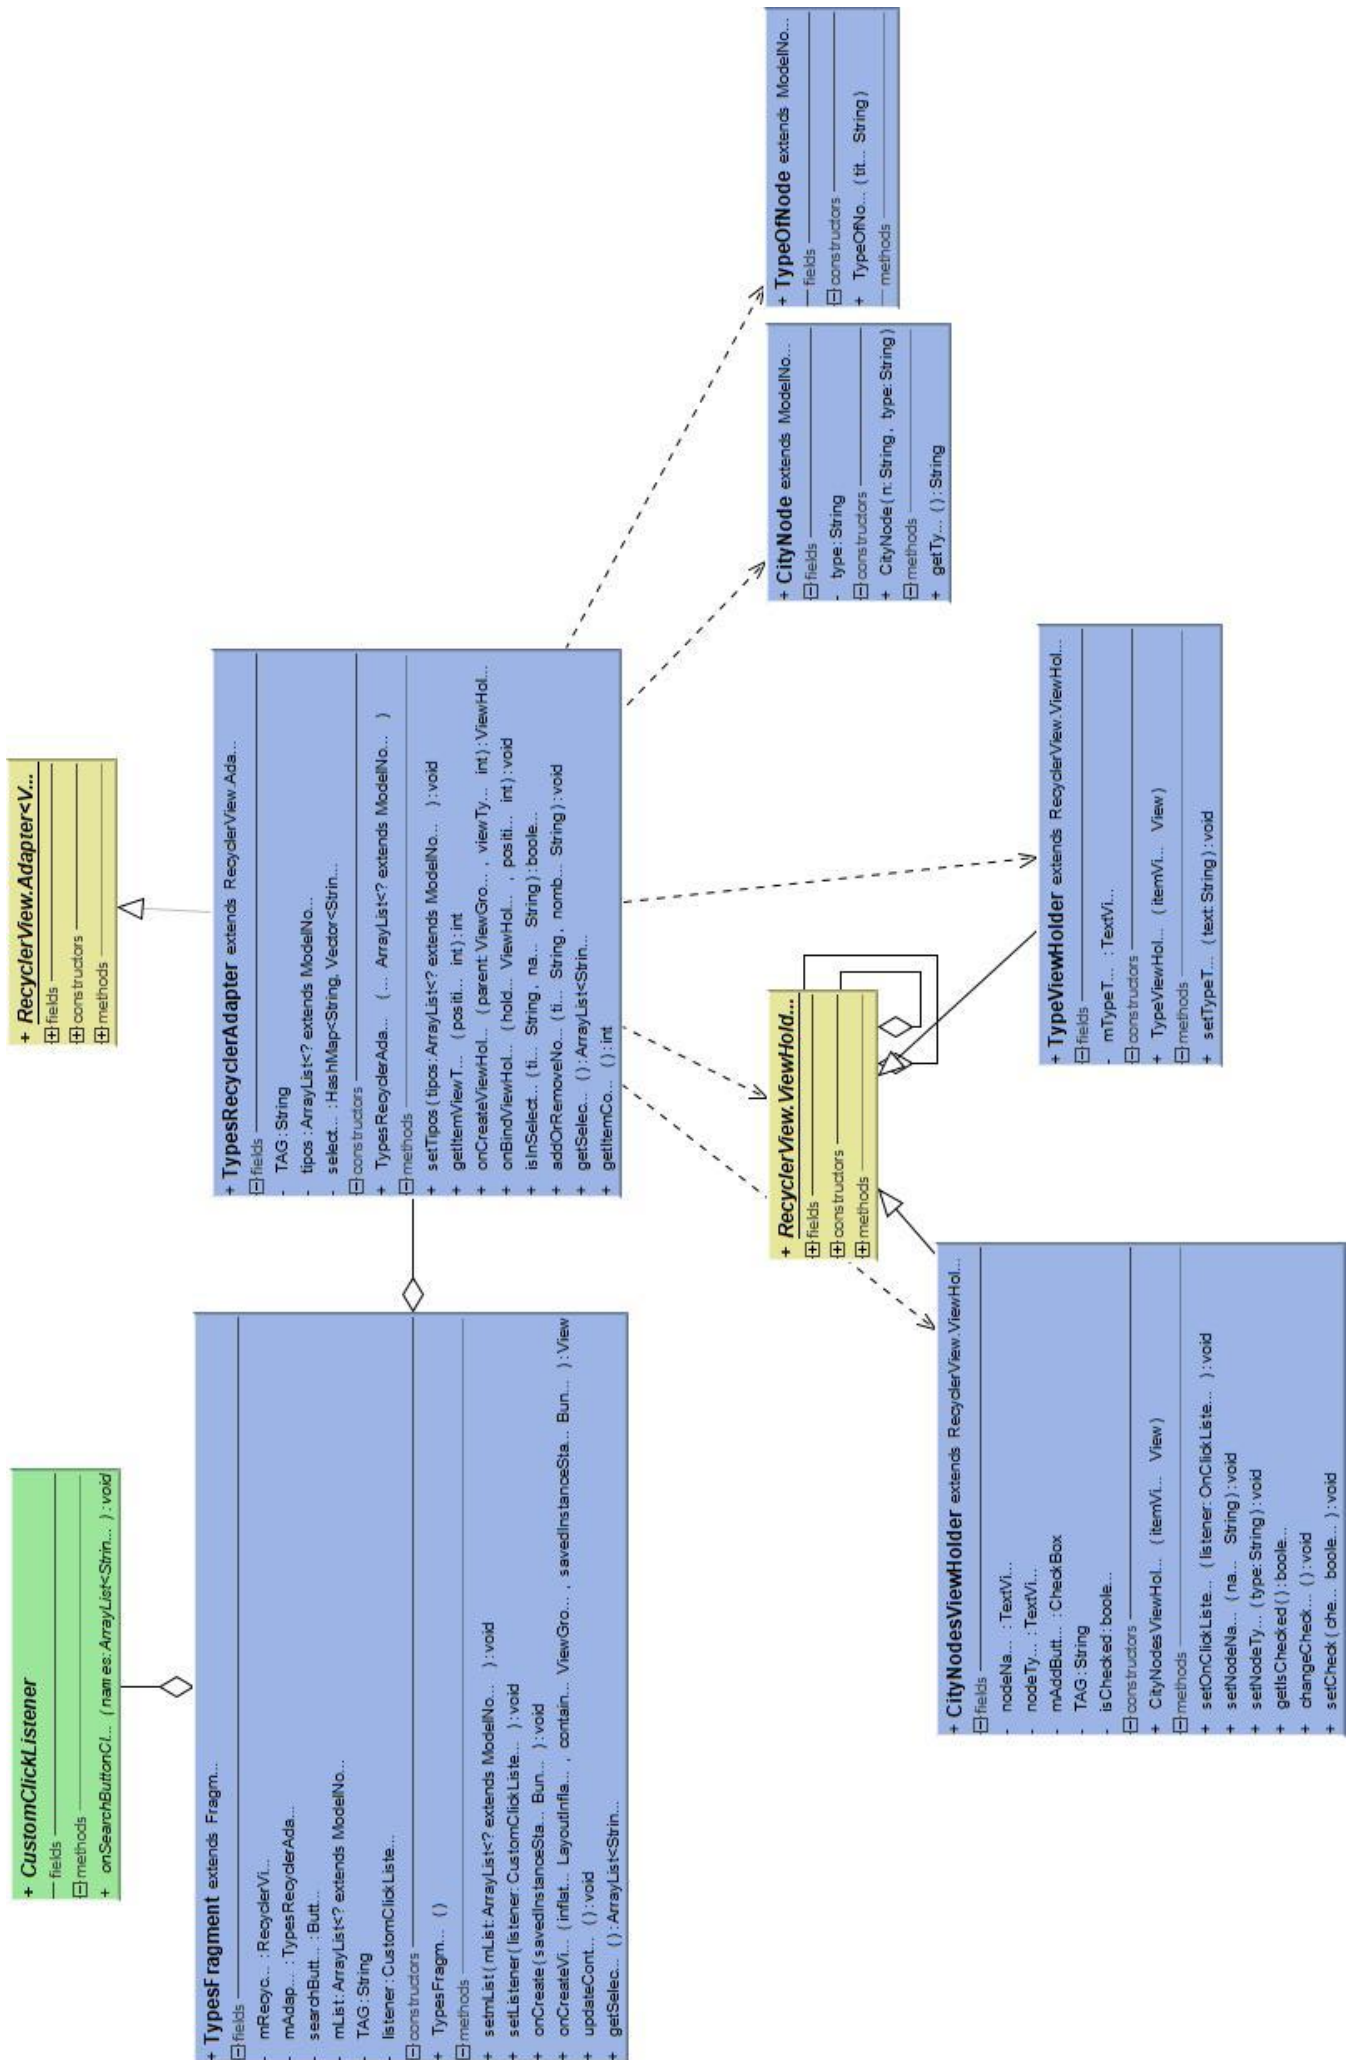 + CustomClickListener
fields
methods
+ onSearchButtonCl... (names:ArrayList<Strin... ):void
+ RecyclerView.Adapter<V...
fields
constructors
methods
+ TypesFragment extends Fragm...
fields
- mRecyc... :RecyclerVi...
- mAdap... :TypesRecyclerAda...
- searchButt... :Butt...
- mList:ArrayList<? extends ModelNo...
- TAG:String
- listener:CustomClickListe...
constructors
+ TypesFragm... ()
methods
+ setmList(mList:ArrayList<? extends ModelNo... ):void
+ setListener(listener:CustomClickListe... ):void
+ onCreate(savedInstanceSta... Bun... ):void
+ onCreateVi... (inflat... LayoutInfla... , contain... ViewGro... , savedInstanceSta... Bun... ):View
+ updateCont... ():void
+ getSelec... ():ArrayList<Strin...
+ TypesRecyclerAdapter extends RecyclerView.Ada...
fields
- TAG:String
- tipos:ArrayList<? extends ModelNo...
- select... :HashMap<String, Vector<Strin...
constructors
+ TypesRecyclerAda... (... ArrayList<? extends ModelNo... )
methods
+ setTipos(tipos:ArrayList<? extends ModelNo... ):void
+ getItemViewT... (positi... int):int
+ onCreateViewHol... (parent:ViewGro... , viewTy... int):ViewHol...
+ onBindViewHol... (hold... ViewHol... , positi... int):void
+ isInSelect... (ti... String, na... String):boole...
+ addOrRemoveNo... (ti... String, nomb... String):void
+ getSelec... ():ArrayList<Strin...
+ getItemCo... ():int
+ RecyclerView.ViewHold...
fields
constructors
methods
+ CityNode extends ModelNo...
fields
- type:String
constructors
+ CityNode(n:String, type:String)
methods
+ getTy... ():String
+ TypeOfNode extends ModelNo...
fields
constructors
+ TypeOfNo... (tit... String)
methods
+ CityNodesViewHolder extends RecyclerView.ViewHol...
fields
- nodeNa... :TextVi...
- nodeTy... :TextVi...
- mAddButt... :CheckBox
- TAG:String
- isChecked:boole...
constructors
+ CityNodesViewHol... (itemVi... View)
methods
+ setOnClickListe... (listener:OnClickListe... ):void
+ setNodeNa... (na... String):void
+ setNodeTy... (type:String):void
+ getIsChecked():boole...
+ changeCheck... ():void
+ setCheck(che... boole... ):void
+ TypeViewHolder extends RecyclerView.ViewHol...
fields
- mTypeT... :TextVi...
constructors
+ TypeViewHol... (itemVi... View)
methods
+ setTypeT... (text:String):void